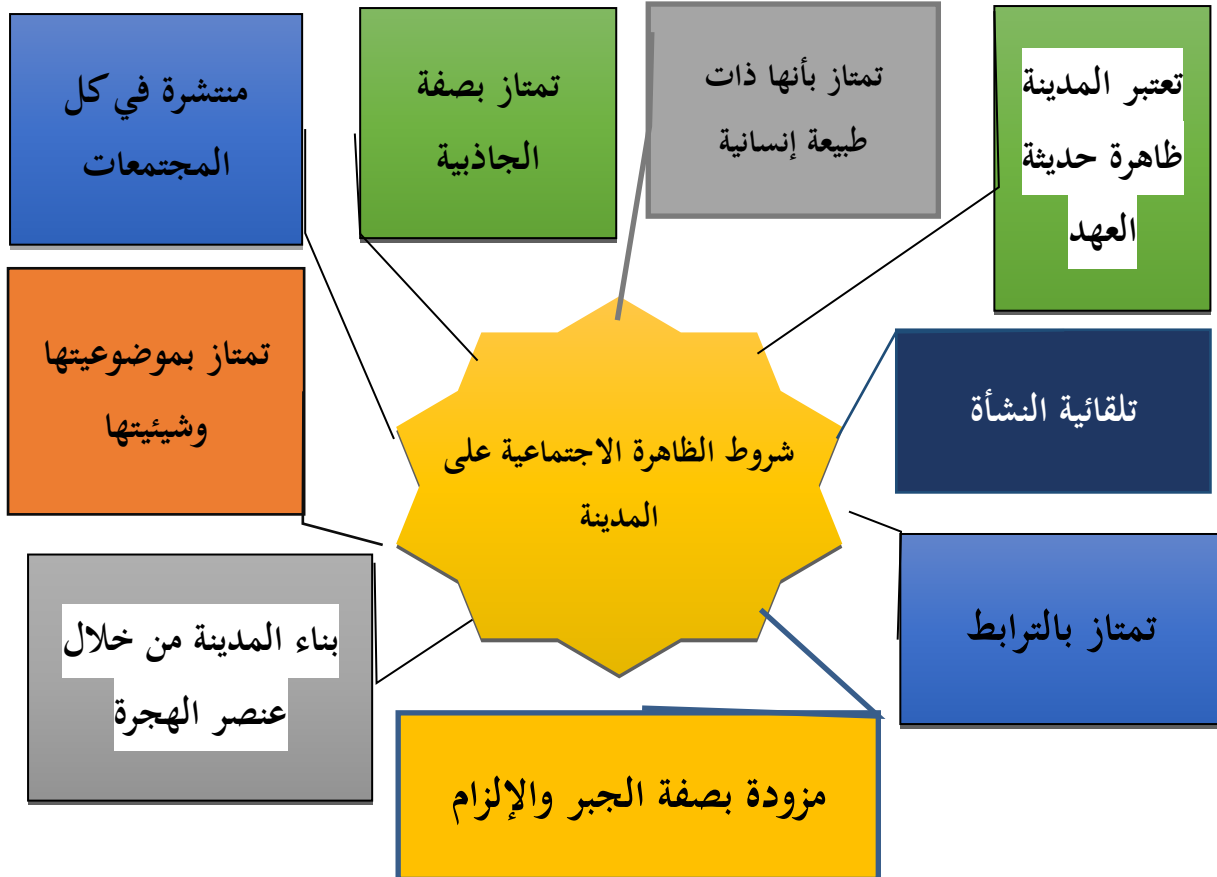 تعتبر المدينة
ظاهرة حديثة
العهد
تمتاز بأنها ذات
طبيعة إنسانية
تمتاز بصفة
الجاذبية
منتشرة في كل
المجتمعات
تلقائية النشأة
تمتاز بموضوعيتها
وشيئيتها
شروط الظاهرة الاجتماعية على
المدينة
تمتاز بالترابط
بناء المدينة من خلال
عنصر الهجرة
مزودة بصفة الجبر والإلزام